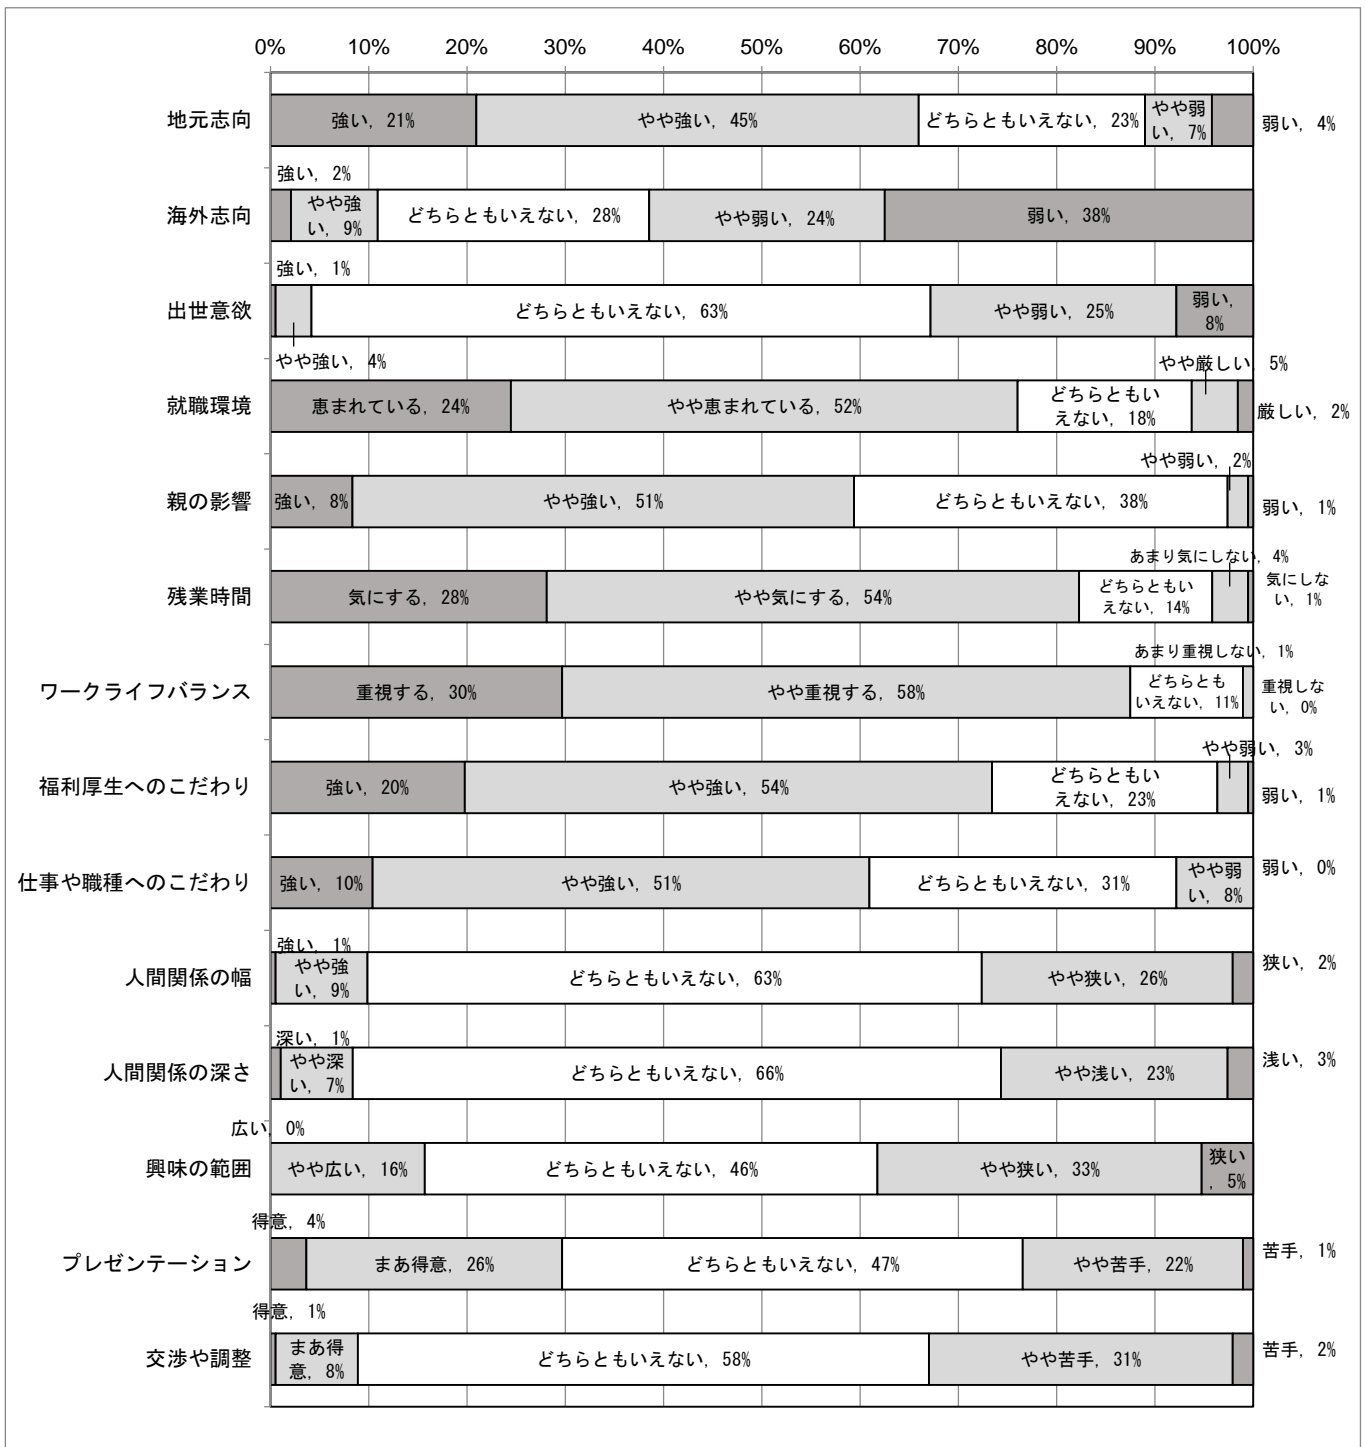 0% 10% 20% 30% 40% 50% 60% 70% 80% 90% 100%
地元志向
強い, 21%
やや強い, 45%
どちらともいえない, 23%
やや弱
い, 7%
弱い, 4%
海外志向
強い, 2%
やや強
い, 9%
どちらともいえない, 28%
やや弱い, 24%
弱い, 38%
出世意欲
強い, 1%
やや強い, 4%
どちらともいえない, 63%
やや弱い, 25%
弱い,
8%
就職環境
恵まれている, 24%
やや恵まれている, 52%
どちらともい
えない, 18%
やや厳しい, 5%
厳しい, 2%
親の影響
強い, 8%
やや強い, 51%
どちらともいえない, 38%
やや弱い, 2%
弱い, 1%
残業時間
気にする, 28%
やや気にする, 54%
どちらともい
えない, 14%
あまり気にしない, 4%
気にしな
い, 1%
ワークライフバランス
重視する, 30%
やや重視する, 58%
どちらとも
いえない, 11%
あまり重視しない, 1%
重視しな
い, 0%
福利厚生へのこだわり
強い, 20%
やや強い, 54%
どちらともい
えない, 23%
やや弱い, 3%
弱い, 1%
仕事や職種へのこだわり
強い, 10%
やや強い, 51%
どちらともいえない, 31%
やや弱
い, 8%
弱い, 0%
人間関係の幅
強い, 1%
やや強
い, 9%
どちらともいえない, 63%
やや狭い, 26%
狭い, 2%
人間関係の深さ
深い, 1%
やや深
い, 7%
どちらともいえない, 66%
やや浅い, 23%
浅い, 3%
興味の範囲
広い, 0%
やや広い, 16%
どちらともいえない, 46%
やや狭い, 33%
狭い
, 5%
プレゼンテーション
得意, 4%
まあ得意, 26%
どちらともいえない, 47%
やや苦手, 22%
苦手, 1%
交渉や調整
得意, 1%
まあ得
意, 8%
どちらともいえない, 58%
やや苦手, 31%
苦手, 2%